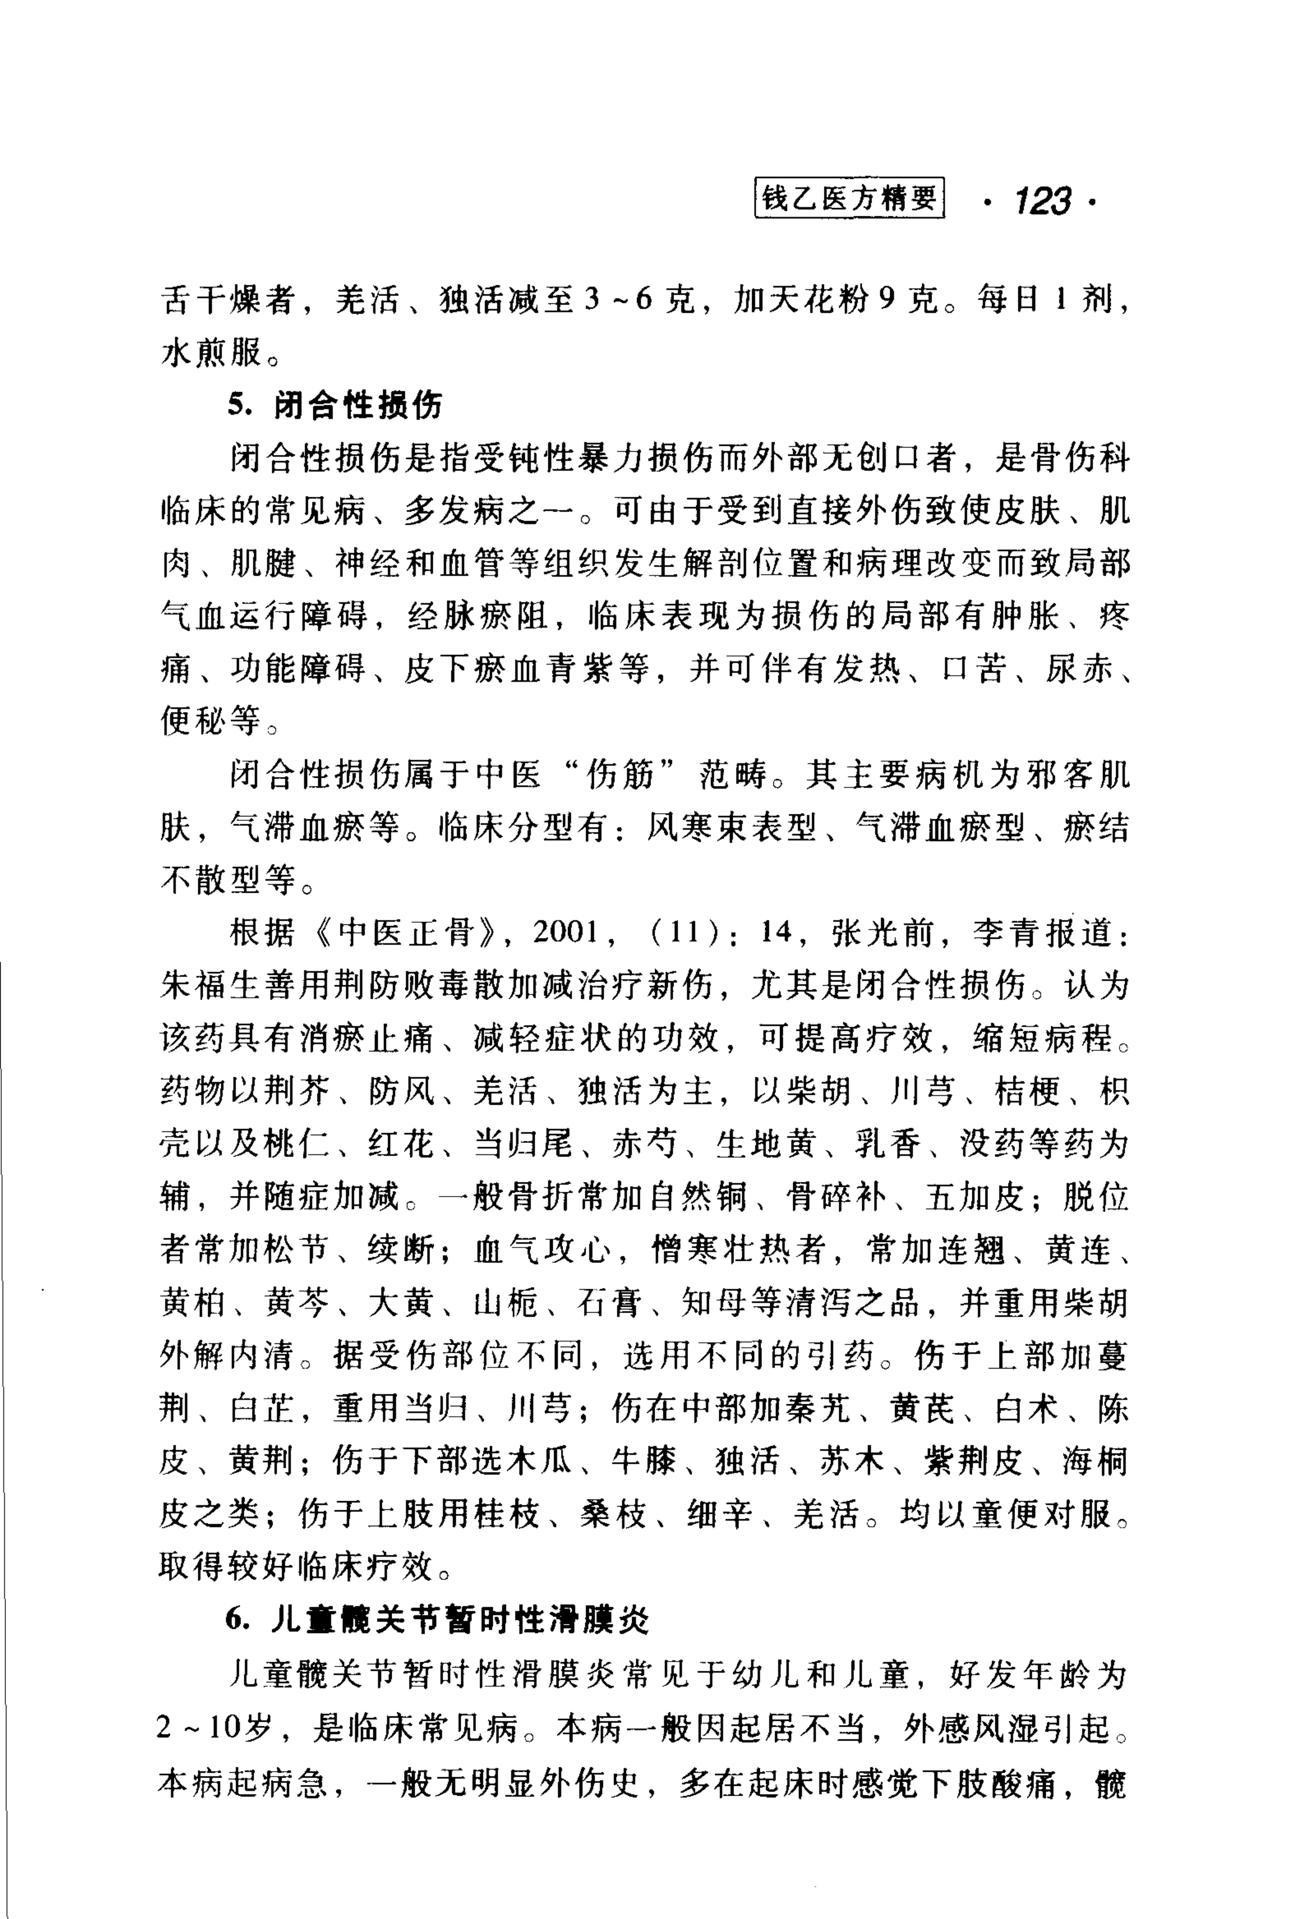 钱乙医方精要 · 123 ·
舌干燥者，羌活、独活减至 3~6 克，加天花粉 9 克。每日 1 剂，
水煎服。
5. 闭合性损伤
闭合性损伤是指受钝性暴力损伤而外部无创口者，是骨伤科
临床的常见病、多发病之一。可由于受到直接外伤致使皮肤、肌
肉、肌腱、神经和血管等组织发生解剖位置和病理改变而致局部
气血运行障碍，经脉瘀阻，临床表现为损伤的局部有肿胀、疼
痛、功能障碍、皮下瘀血青紫等，并可伴有发热、口苦、尿赤、
便秘等。
闭合性损伤属于中医“伤筋”范畴。其主要病机为邪客肌
肤，气滞血瘀等。临床分型有：风寒束表型、气滞血瘀型、瘀结
不散型等。
根据《中医正骨》，2001，（11）：14，张光前，李青报道：
朱福生善用荆防败毒散加减治疗新伤，尤其是闭合性损伤。认为
该药具有消瘀止痛、减轻症状的功效，可提高疗效，缩短病程。
药物以荆芥、防风、羌活、独活为主，以柴胡、川芎、桔梗、枳
壳以及桃仁、红花、当归尾、赤芍、生地黄、乳香、没药等药为
辅，并随症加减。一般骨折常加自然铜、骨碎补、五加皮；脱位
者常加松节、续断；血气攻心，憎寒壮热者，常加连翘、黄连、
黄柏、黄芩、大黄、山栀、石膏、知母等清泻之品，并重用柴胡
外解内清。据受伤部位不同，选用不同的引药。伤于上部加蔓
荆、白芷，重用当归、川芎；伤在中部加秦艽、黄芪、白术、陈
皮、黄荆；伤于下部选木瓜、牛膝、独活、苏木、紫荆皮、海桐
皮之类；伤于上肢用桂枝、桑枝、细辛、羌活。均以童便对服。
取得较好临床疗效。
6. 儿童髋关节暂时性滑膜炎
儿童髋关节暂时性滑膜炎常见于幼儿和儿童，好发年龄为
2~10岁，是临床常见病。本病一般因起居不当，外感风湿引起。
本病起病急，一般无明显外伤史，多在起床时感觉下肢酸痛，髋